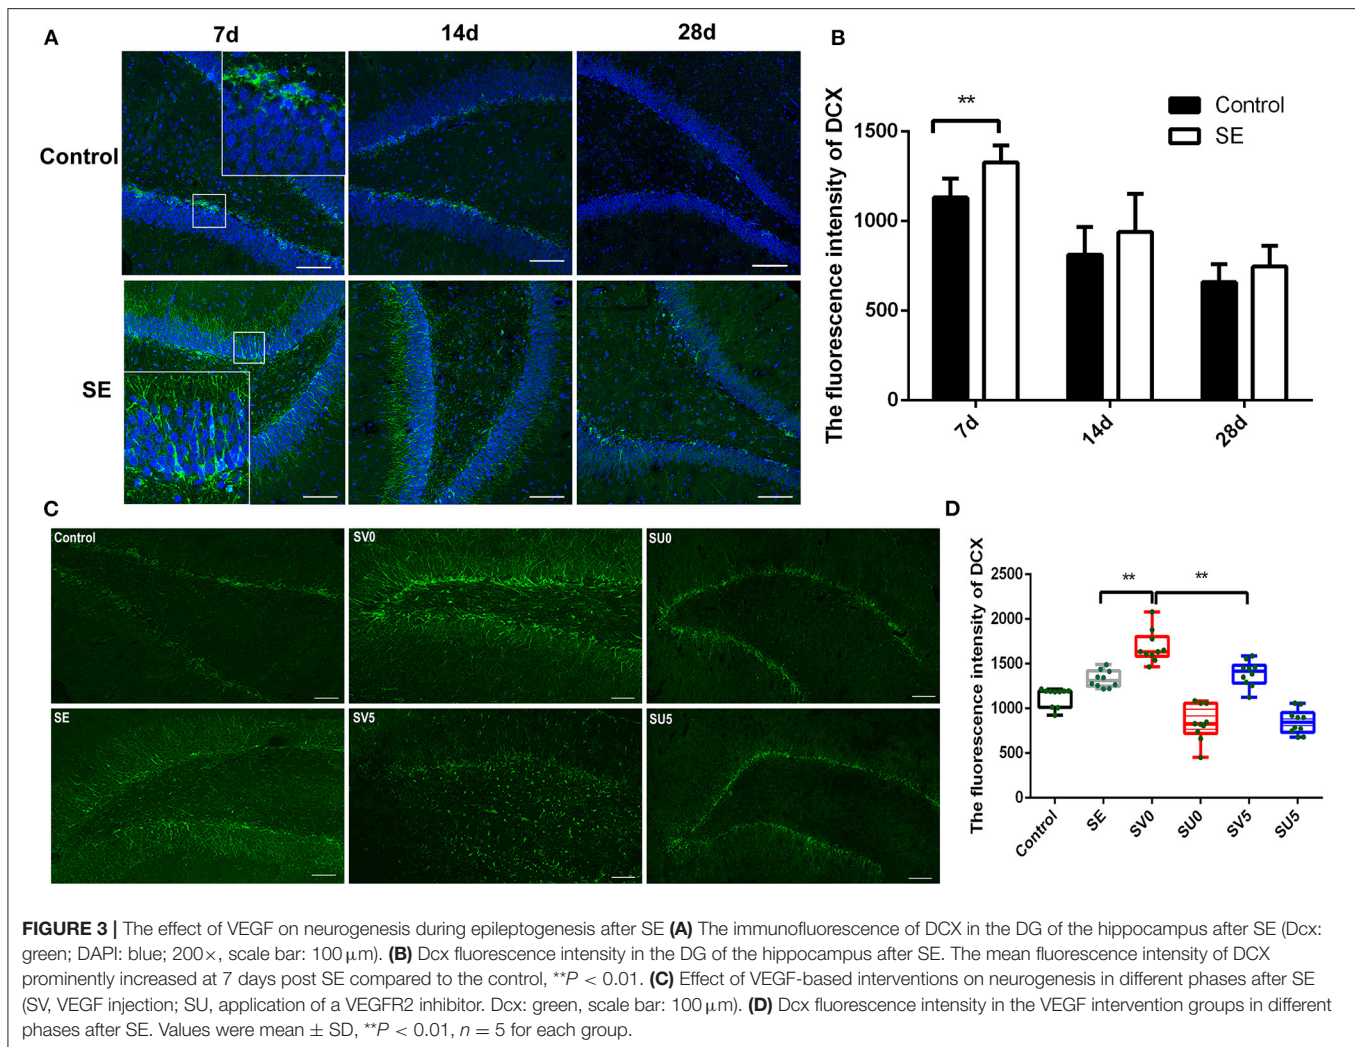 A
7d
14d
28d
Control
SE
B
The fluorescence intensity of DCX
**
Control
SE
1500
1000
500
0
7d
14d
28d
C
Control
SV0
SU0
SE
SV5
SU5
D
The fluorescence intensity of DCX
**
**
2500
2000
1500
1000
500
0
Control
SE
SV0
SU0
SV5
SU5
FIGURE 3 | The effect of VEGF on neurogenesis during epileptogenesis after SE (A) The immunofluorescence of DCX in the DG of the hippocampus after SE (Dcx:
green; DAPI: blue; 200×, scale bar: 100 μm). (B) Dcx fluorescence intensity in the DG of the hippocampus after SE. The mean fluorescence intensity of DCX
prominently increased at 7 days post SE compared to the control, **P < 0.01. (C) Effect of VEGF-based interventions on neurogenesis in different phases after SE
(SV, VEGF injection; SU, application of a VEGFR2 inhibitor. Dcx: green, scale bar: 100 μm). (D) Dcx fluorescence intensity in the VEGF intervention groups in different
phases after SE. Values were mean ± SD, **P < 0.01, n = 5 for each group.